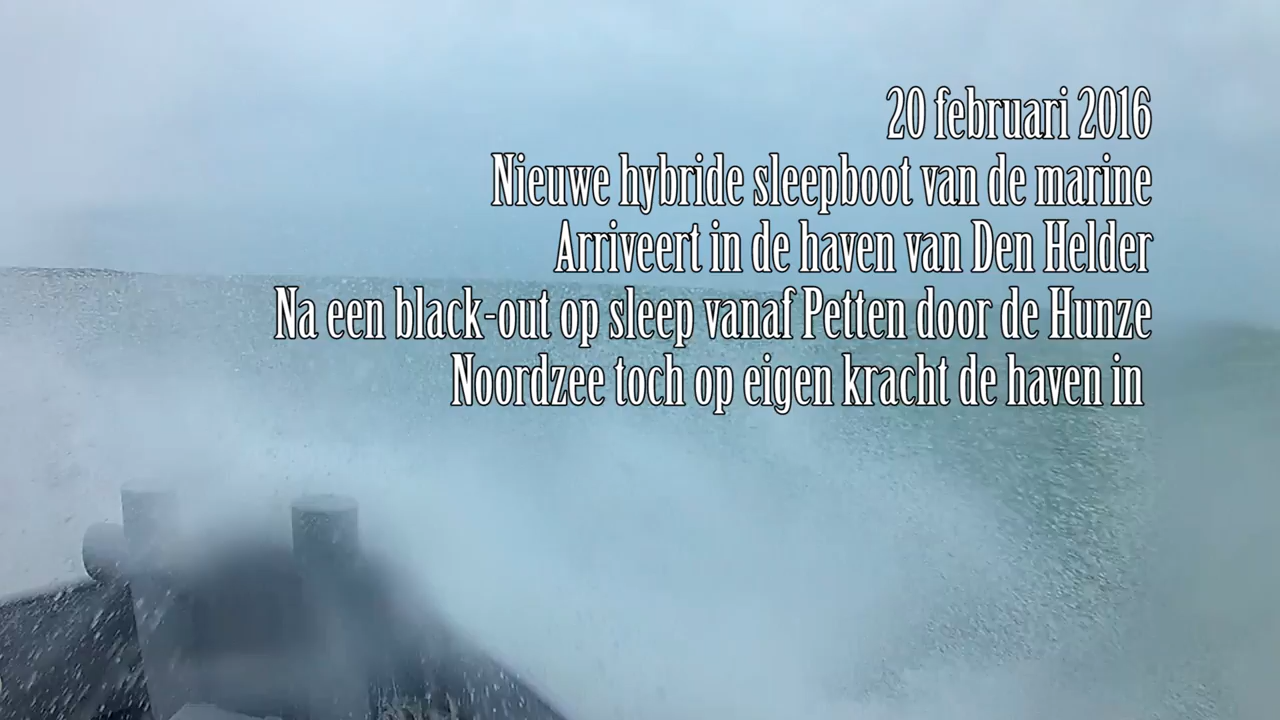 20 februari 2016
Nieuwe hybride sleepboot van de marine
Arriveert in de haven van Den Helder
Na een black-out op sleep vanaf Petten door de Hunze
Noordzee toch op eigen kracht de haven in